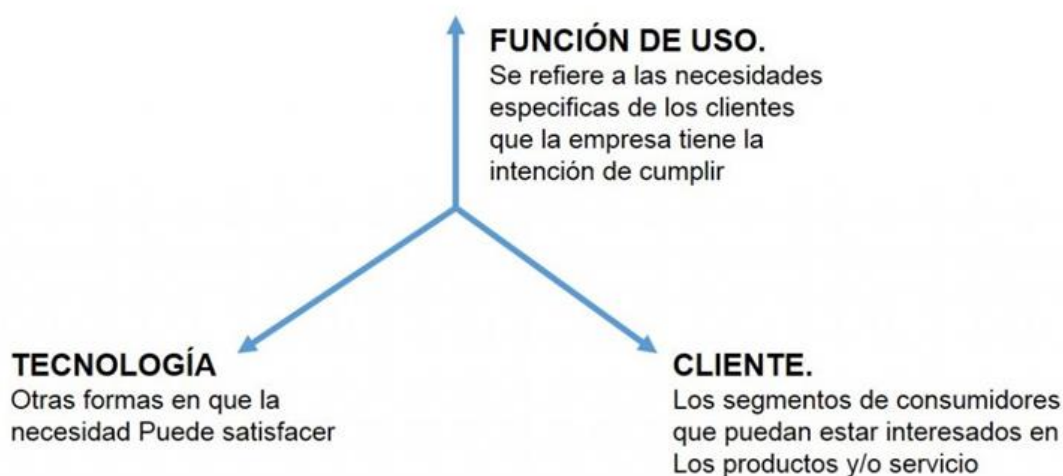 FUNCIÓN DE USO.
Se refiere a las necesidades
especificas de los clientes
que la empresa tiene la
intención de cumplir
TECNOLOGÍA
Otras formas en que la
necesidad Puede satisfacer
CLIENTE.
Los segmentos de consumidores
que puedan estar interesados en
Los productos y/o servicio